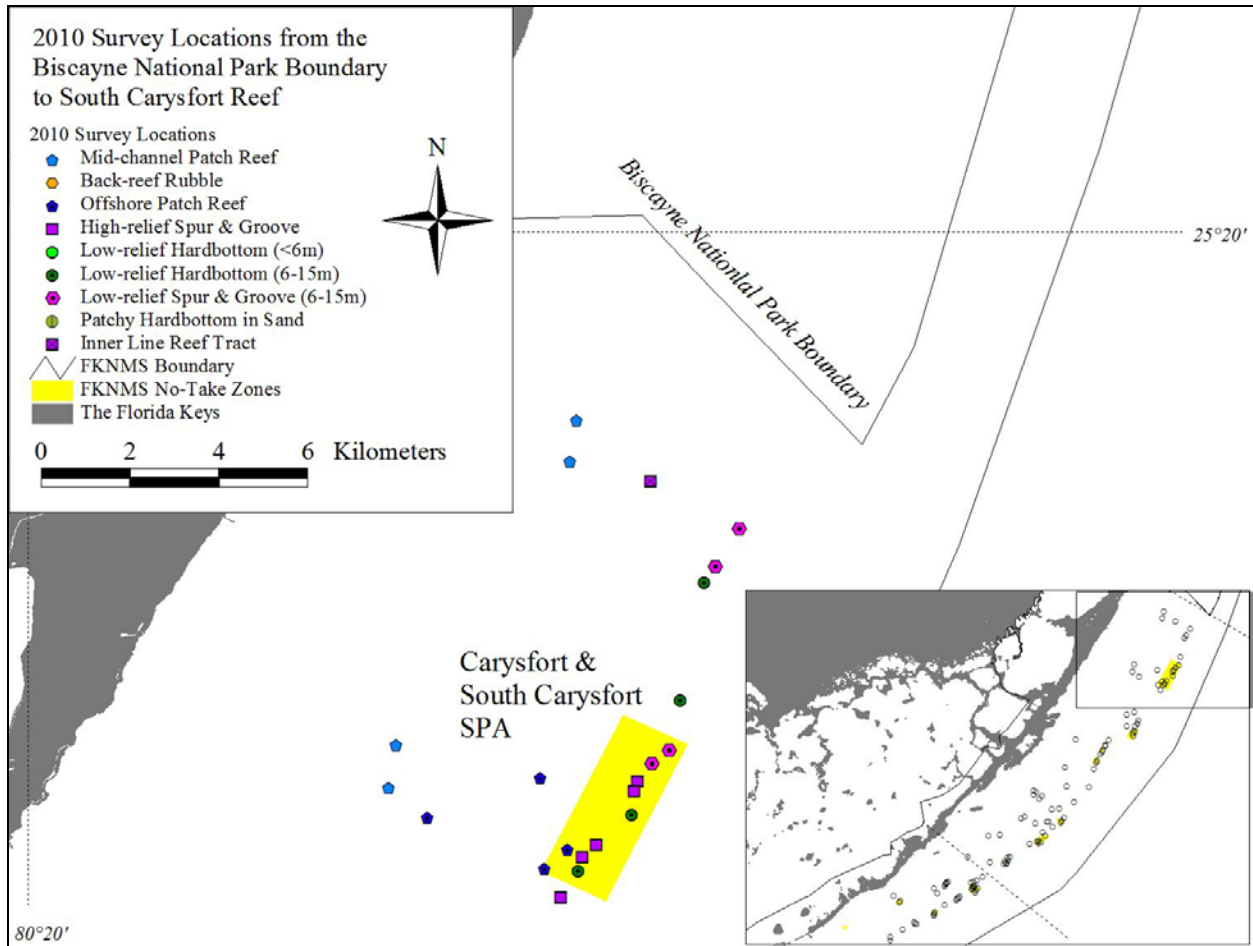 2010 Survey Locations from the
Biscayne National Park Boundary
to South Carysfort Reef
2010 Survey Locations
Mid-channel Patch Reef
Back-reef Rubble
Offshore Patch Reef
High-relief Spur & Groove
Low-relief Hardbottom (<6m)
Low-relief Hardbottom (6-15m)
Low-relief Spur & Groove (6-15m)
Patchy Hardbottom in Sand
Inner Line Reef Tract
FKNMS Boundary
FKNMS No-Take Zones
The Florida Keys
0 2 4 6 Kilometers
N
Biscayne Nationlal Park Boundary
25°20'
Carysfort &
South Carysfort
SPA
80°20'